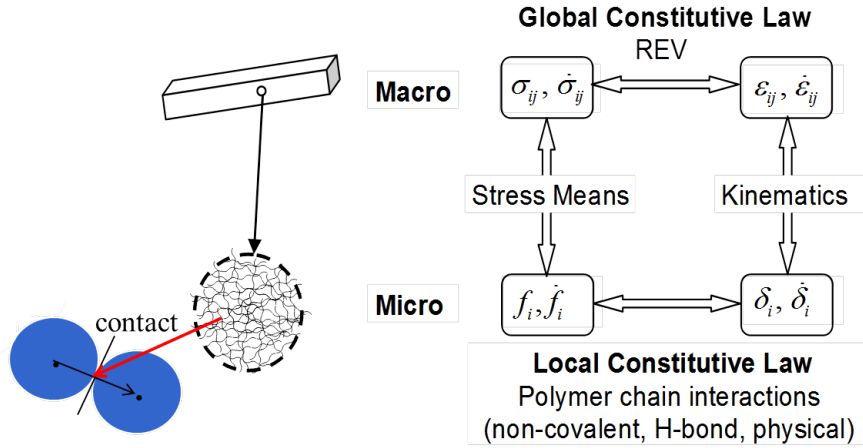 Global Constitutive Law
REV
Macro
σij, σ̇ij
εij, ε̇ij
Stress Means
Kinematics
Micro
fi, ḟi
δi, δ̇i
contact
Local Constitutive Law
Polymer chain interactions
(non-covalent, H-bond, physical)